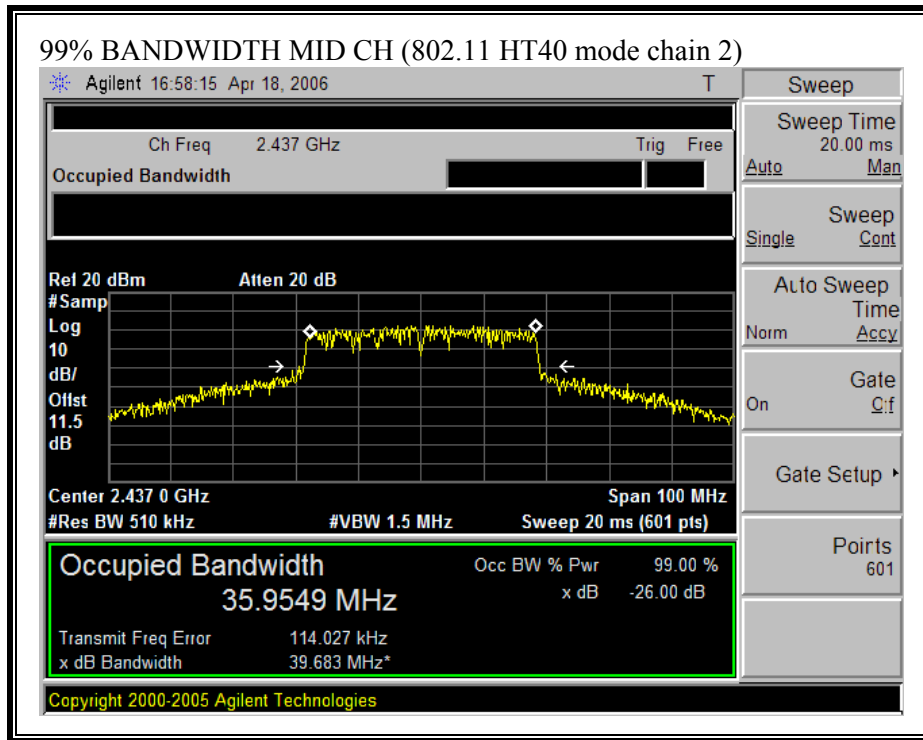 99% BANDWIDTH MID CH (802.11 HT40 mode chain 2)
Agilent 16:58:15 Apr 18, 2006 T
Sweep
Ch Freq 2.437 GHz Trig Free
Occupied Bandwidth
Sweep Time
20.00 ms
Auto Man
Sweep
Single Cont
Auto Sweep
Time
Norm Accy
Gate
On Off
Gate Setup
Points
601
Ref 20 dBm Atten 20 dB
#Samp
Log
10
dB/
Offst
11.5
dB
Center 2.437 0 GHz Span 100 MHz
#Res BW 510 kHz #VBW 1.5 MHz Sweep 20 ms (601 pts)
Occupied Bandwidth
35.9549 MHz
Occ BW % Pwr 99.00 %
x dB -26.00 dB
Transmit Freq Error 114.027 kHz
x dB Bandwidth 39.683 MHz*
Copyright 2000-2005 Agilent Technologies